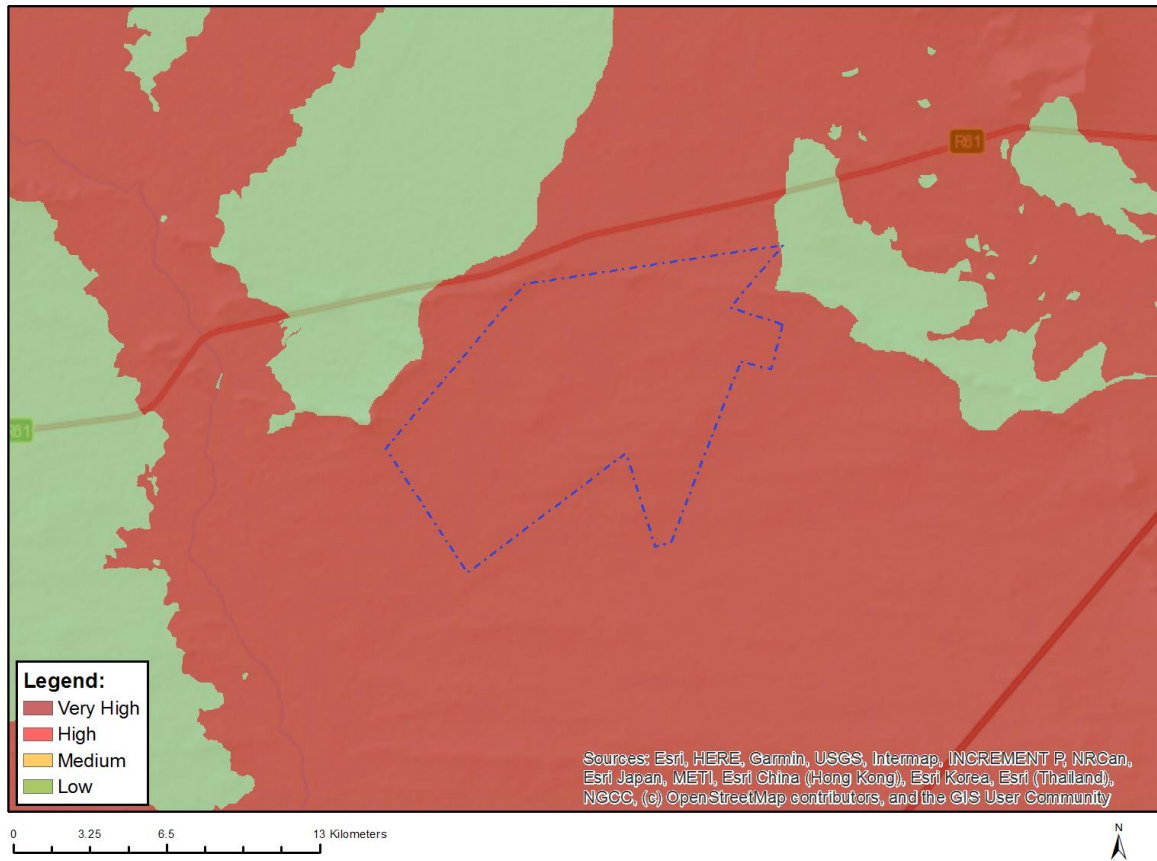 R61
R61
Legend:
Very High
High
Medium
Low
Sources: Esri, HERE, Garmin, USGS, Intermap, INCREMENT P, NRCan,
Esri Japan, METI, Esri China (Hong Kong), Esri Korea, Esri (Thailand),
NGCC, (c) OpenStreetMap contributors, and the GIS User Community
0 3.25 6.5 13 Kilometers
N